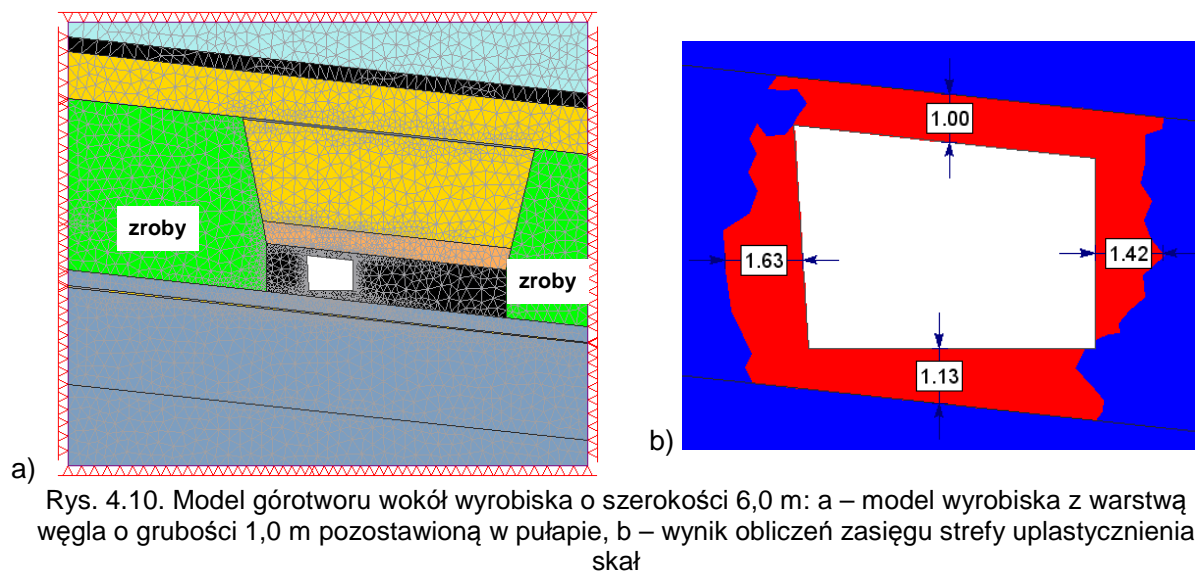 zroby
zroby
a)
1.00
1.63
1.42
1.13
b)
Rys. 4.10. Model górotworu wokół wyrobiska o szerokości 6,0 m: a – model wyrobiska z warstwą
węgla o grubości 1,0 m pozostawioną w pułapie, b – wynik obliczeń zasięgu strefy uplastycznienia
skał